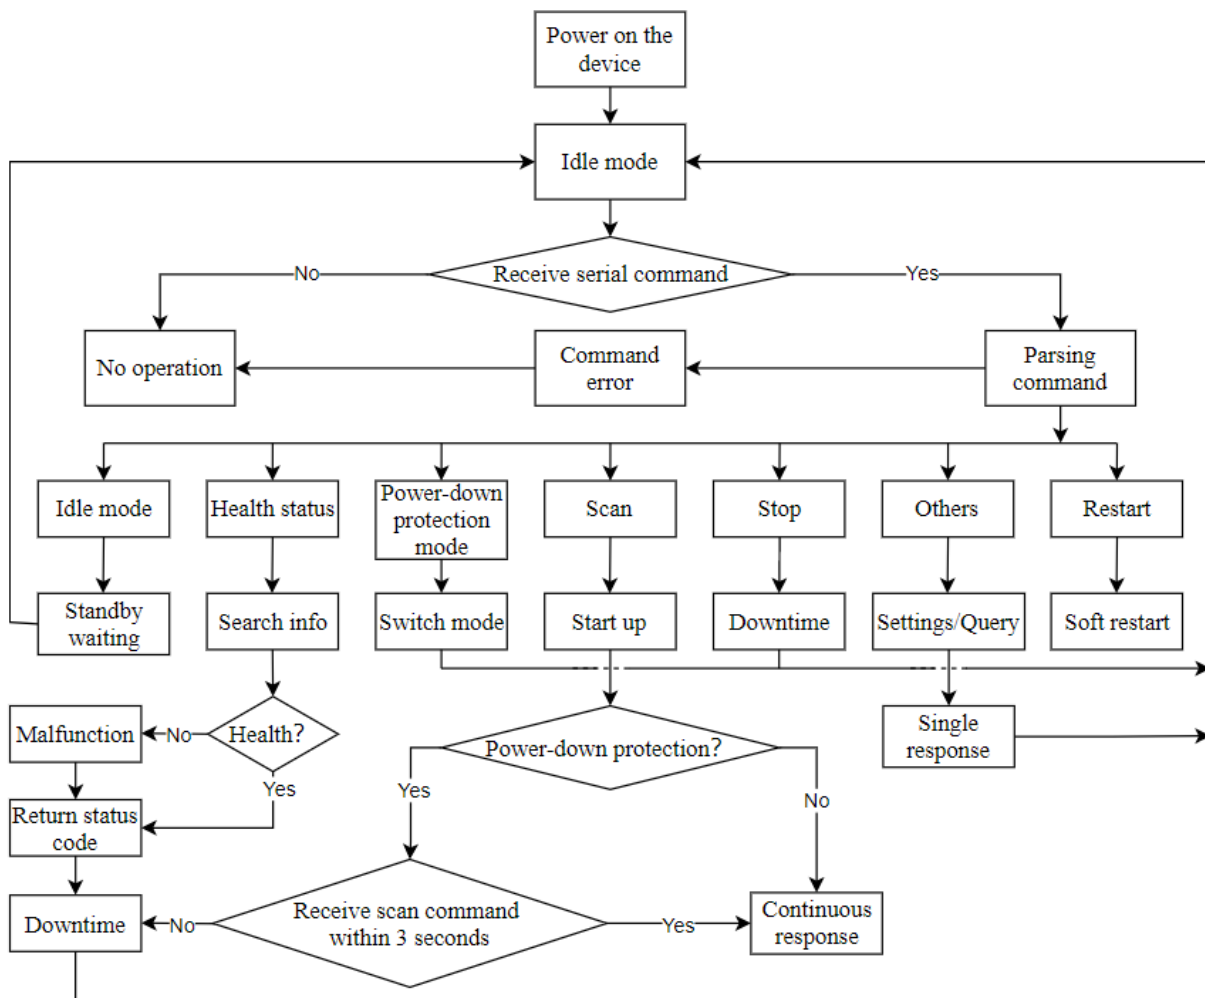 Power on the
device
Idle mode
Receive serial command
No
Yes
No operation
Command
error
Parsing
command
Idle mode
Health status
Power-down
protection
mode
Scan
Stop
Others
Restart
Standby
waiting
Search info
Switch mode
Start up
Downtime
Settings/Query
Soft restart
Malfunction
No
Health?
Yes
Power-down protection?
Single
response
Return status
code
Yes
No
Downtime
No
Receive scan command
within 3 seconds
Yes
Continuous
response